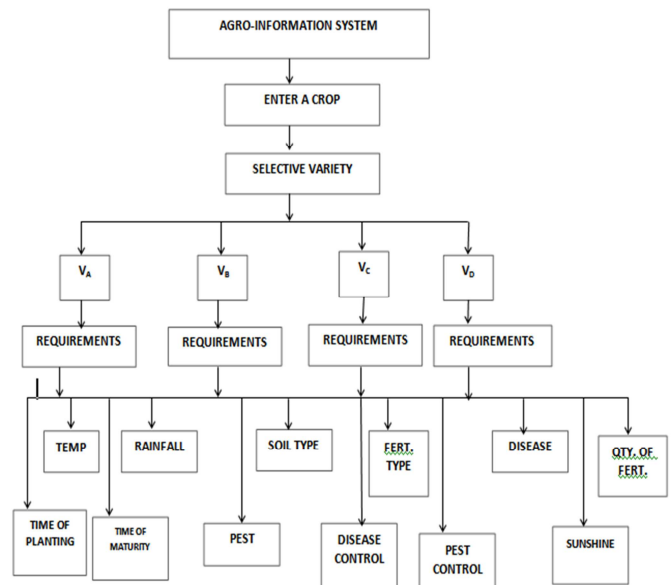 AGRO-INFORMATION SYSTEM
ENTER A CROP
SELECTIVE VARIETY
VA
VB
VC
VD
REQUIREMENTS
REQUIREMENTS
REQUIREMENTS
REQUIREMENTS
TEMP
RAINFALL
SOIL TYPE
FERT.
TYPE
DISEASE
QTY. OF
FERT.
TIME OF
PLANTING
TIME OF
MATURITY
PEST
DISEASE
CONTROL
PEST
CONTROL
SUNSHINE